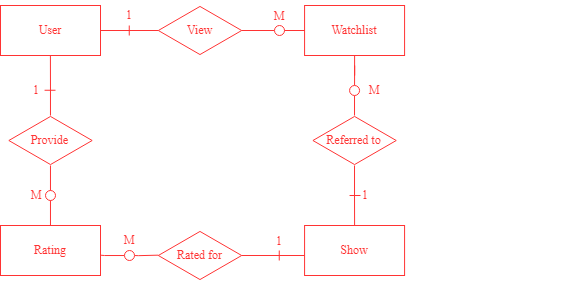 1
M
User
View
Watchlist
1
M
Provide
Referred to
M
1
M
1
Rating
Rated for
Show